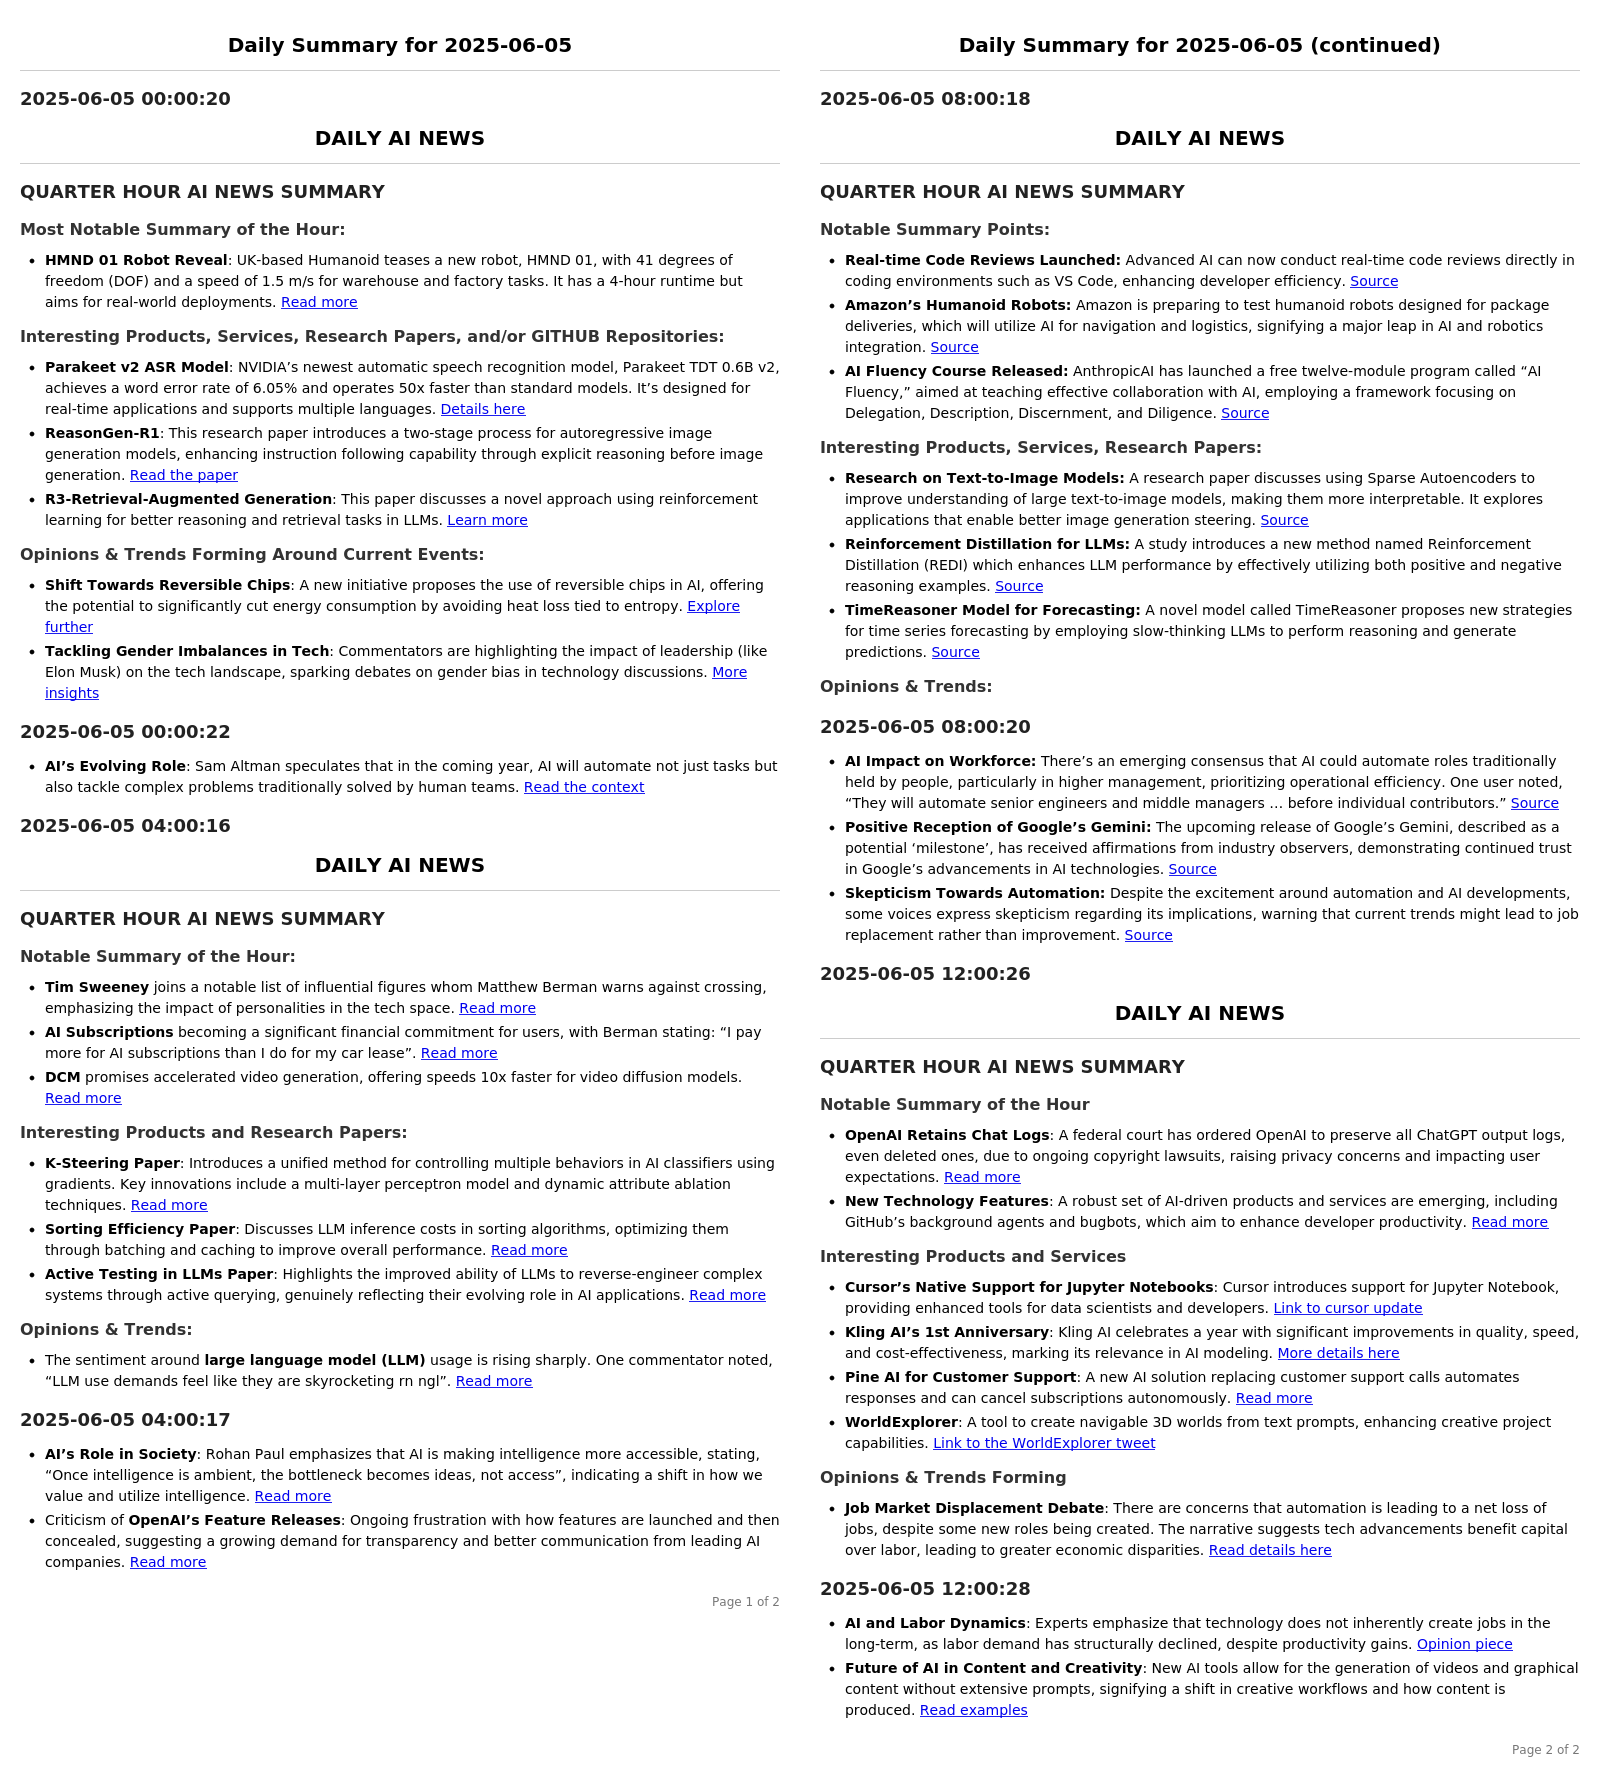 Daily Summary for 2025-06-05
2025-06-05 00:00:20
DAILY AI NEWS
QUARTER HOUR AI NEWS SUMMARY
Most Notable Summary of the Hour:
• HMND 01 Robot Reveal: UK-based Humanoid teases a new robot, HMND 01, with 41 degrees of
freedom (DOF) and a speed of 1.5 m/s for warehouse and factory tasks. It has a 4-hour runtime but
aims for real-world deployments. Read more
Interesting Products, Services, Research Papers, and/or GITHUB Repositories:
• Parakeet v2 ASR Model: NVIDIA’s newest automatic speech recognition model, Parakeet TDT 0.6B v2,
achieves a word error rate of 6.05% and operates 50x faster than standard models. It’s designed for
real-time applications and supports multiple languages. Details here
• ReasonGen-R1: This research paper introduces a two-stage process for autoregressive image
generation models, enhancing instruction following capability through explicit reasoning before image
generation. Read the paper
• R3-Retrieval-Augmented Generation: This paper discusses a novel approach using reinforcement
learning for better reasoning and retrieval tasks in LLMs. Learn more
Opinions & Trends Forming Around Current Events:
• Shift Towards Reversible Chips: A new initiative proposes the use of reversible chips in AI, offering
the potential to significantly cut energy consumption by avoiding heat loss tied to entropy. Explore
further
• Tackling Gender Imbalances in Tech: Commentators are highlighting the impact of leadership (like
Elon Musk) on the tech landscape, sparking debates on gender bias in technology discussions. More
insights
2025-06-05 00:00:22
• AI’s Evolving Role: Sam Altman speculates that in the coming year, AI will automate not just tasks but
also tackle complex problems traditionally solved by human teams. Read the context
2025-06-05 04:00:16
DAILY AI NEWS
QUARTER HOUR AI NEWS SUMMARY
Notable Summary of the Hour:
• Tim Sweeney joins a notable list of influential figures whom Matthew Berman warns against crossing,
emphasizing the impact of personalities in the tech space. Read more
• AI Subscriptions becoming a significant financial commitment for users, with Berman stating: “I pay
more for AI subscriptions than I do for my car lease”. Read more
• DCM promises accelerated video generation, offering speeds 10x faster for video diffusion models.
Read more
Interesting Products and Research Papers:
• K-Steering Paper: Introduces a unified method for controlling multiple behaviors in AI classifiers using
gradients. Key innovations include a multi-layer perceptron model and dynamic attribute ablation
techniques. Read more
• Sorting Efficiency Paper: Discusses LLM inference costs in sorting algorithms, optimizing them
through batching and caching to improve overall performance. Read more
• Active Testing in LLMs Paper: Highlights the improved ability of LLMs to reverse-engineer complex
systems through active querying, genuinely reflecting their evolving role in AI applications. Read more
Opinions & Trends:
• The sentiment around large language model (LLM) usage is rising sharply. One commentator noted,
“LLM use demands feel like they are skyrocketing rn ngl”. Read more
2025-06-05 04:00:17
• AI’s Role in Society: Rohan Paul emphasizes that AI is making intelligence more accessible, stating,
“Once intelligence is ambient, the bottleneck becomes ideas, not access”, indicating a shift in how we
value and utilize intelligence. Read more
• Criticism of OpenAI’s Feature Releases: Ongoing frustration with how features are launched and then
concealed, suggesting a growing demand for transparency and better communication from leading AI
companies. Read more
Page 1 of 2
Daily Summary for 2025-06-05 (continued)
2025-06-05 08:00:18
DAILY AI NEWS
QUARTER HOUR AI NEWS SUMMARY
Notable Summary Points:
• Real-time Code Reviews Launched: Advanced AI can now conduct real-time code reviews directly in
coding environments such as VS Code, enhancing developer efficiency. Source
• Amazon’s Humanoid Robots: Amazon is preparing to test humanoid robots designed for package
deliveries, which will utilize AI for navigation and logistics, signifying a major leap in AI and robotics
integration. Source
• AI Fluency Course Released: AnthropicAI has launched a free twelve-module program called “AI
Fluency,” aimed at teaching effective collaboration with AI, employing a framework focusing on
Delegation, Description, Discernment, and Diligence. Source
Interesting Products, Services, Research Papers:
• Research on Text-to-Image Models: A research paper discusses using Sparse Autoencoders to
improve understanding of large text-to-image models, making them more interpretable. It explores
applications that enable better image generation steering. Source
• Reinforcement Distillation for LLMs: A study introduces a new method named Reinforcement
Distillation (REDI) which enhances LLM performance by effectively utilizing both positive and negative
reasoning examples. Source
• TimeReasoner Model for Forecasting: A novel model called TimeReasoner proposes new strategies
for time series forecasting by employing slow-thinking LLMs to perform reasoning and generate
predictions. Source
Opinions & Trends:
2025-06-05 08:00:20
• AI Impact on Workforce: There’s an emerging consensus that AI could automate roles traditionally
held by people, particularly in higher management, prioritizing operational efficiency. One user noted,
“They will automate senior engineers and middle managers … before individual contributors.” Source
• Positive Reception of Google’s Gemini: The upcoming release of Google’s Gemini, described as a
potential ‘milestone’, has received affirmations from industry observers, demonstrating continued trust
in Google’s advancements in AI technologies. Source
• Skepticism Towards Automation: Despite the excitement around automation and AI developments,
some voices express skepticism regarding its implications, warning that current trends might lead to job
replacement rather than improvement. Source
2025-06-05 12:00:26
DAILY AI NEWS
QUARTER HOUR AI NEWS SUMMARY
Notable Summary of the Hour
• OpenAI Retains Chat Logs: A federal court has ordered OpenAI to preserve all ChatGPT output logs,
even deleted ones, due to ongoing copyright lawsuits, raising privacy concerns and impacting user
expectations. Read more
• New Technology Features: A robust set of AI-driven products and services are emerging, including
GitHub’s background agents and bugbots, which aim to enhance developer productivity. Read more
Interesting Products and Services
• Cursor’s Native Support for Jupyter Notebooks: Cursor introduces support for Jupyter Notebook,
providing enhanced tools for data scientists and developers. Link to cursor update
• Kling AI’s 1st Anniversary: Kling AI celebrates a year with significant improvements in quality, speed,
and cost-effectiveness, marking its relevance in AI modeling. More details here
• Pine AI for Customer Support: A new AI solution replacing customer support calls automates
responses and can cancel subscriptions autonomously. Read more
• WorldExplorer: A tool to create navigable 3D worlds from text prompts, enhancing creative project
capabilities. Link to the WorldExplorer tweet
Opinions & Trends Forming
• Job Market Displacement Debate: There are concerns that automation is leading to a net loss of
jobs, despite some new roles being created. The narrative suggests tech advancements benefit capital
over labor, leading to greater economic disparities. Read details here
2025-06-05 12:00:28
• AI and Labor Dynamics: Experts emphasize that technology does not inherently create jobs in the
long-term, as labor demand has structurally declined, despite productivity gains. Opinion piece
• Future of AI in Content and Creativity: New AI tools allow for the generation of videos and graphical
content without extensive prompts, signifying a shift in creative workflows and how content is
produced. Read examples
Page 2 of 2